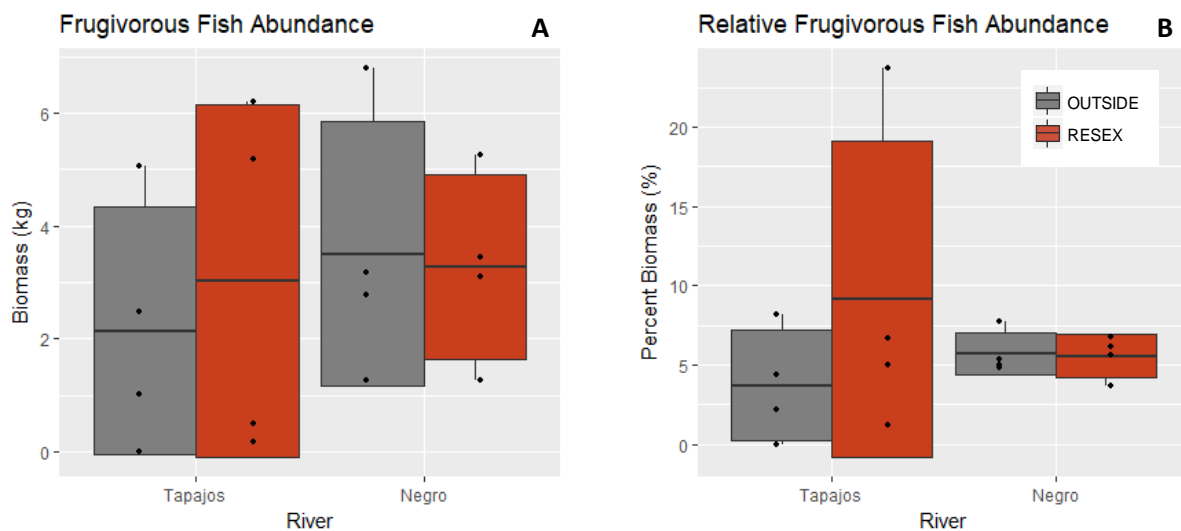 Frugivorous Fish Abundance
A
Biomass (kg)
6
4
2
0
Tapajos
Negro
River
Relative Frugivorous Fish Abundance
B
OUTSIDE
RESEX
Percent Biomass (%)
20
15
10
5
0
Tapajos
Negro
River